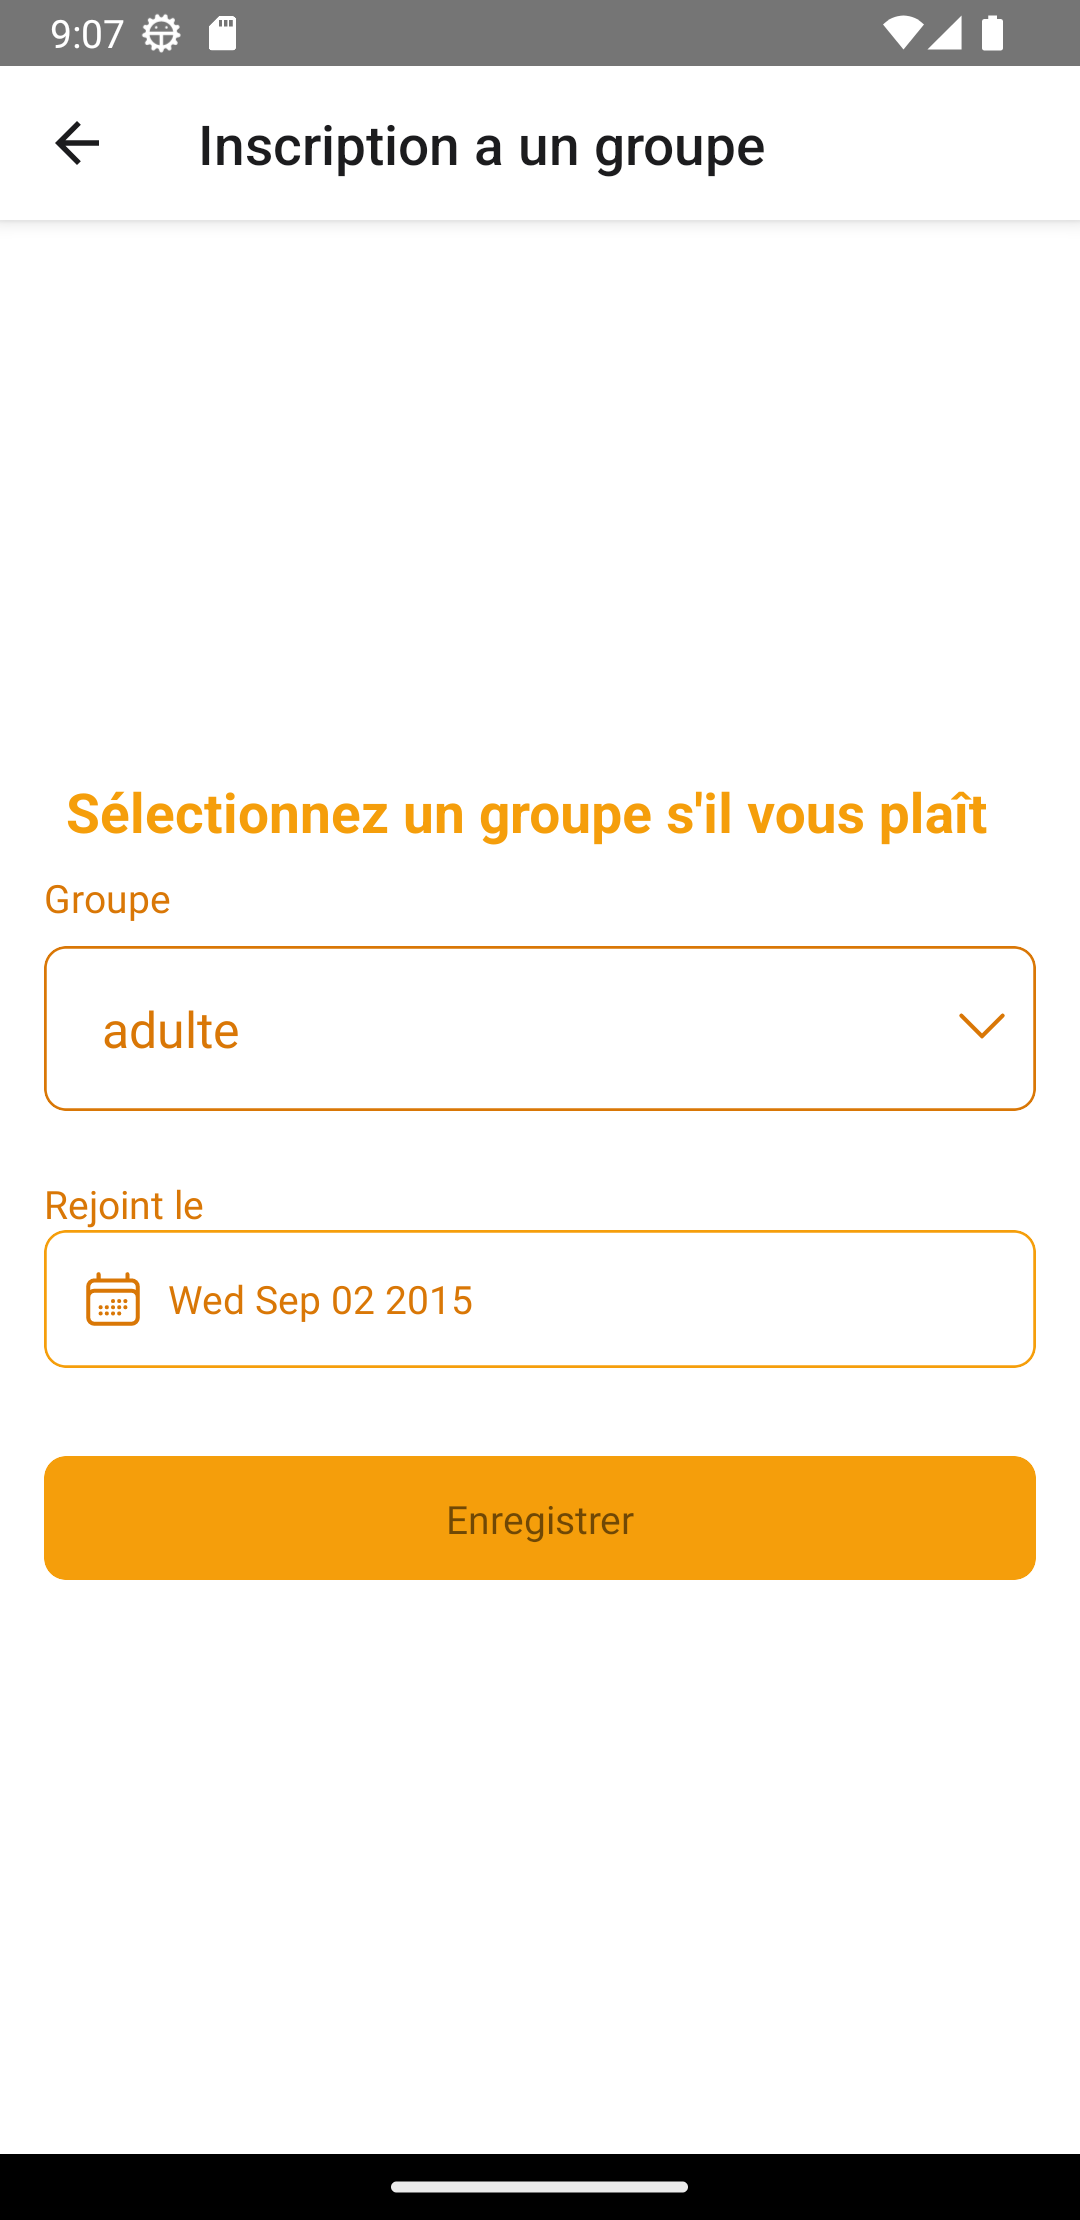 9:07
Inscription a un groupe
Sélectionnez un groupe s'il vous plaît
Groupe
adulte
Rejoint le
Wed Sep 02 2015
Enregistrer